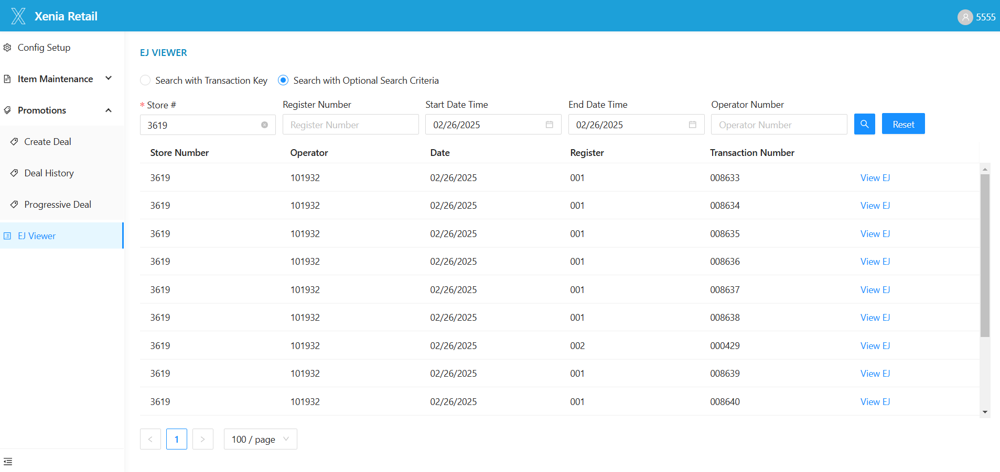 Xenia Retail
5555
Config Setup
Item Maintenance
Promotions
Create Deal
Deal History
Progressive Deal
EJ Viewer
EJ VIEWER
Search with Transaction Key Search with Optional Search Criteria
* Store # Register Number Start Date Time End Date Time Operator Number
3619 Register Number 02/26/2025 02/26/2025 Operator Number Reset
Store Number Operator Date Register Transaction Number
3619 101932 02/26/2025 001 008633 View EJ
3619 101932 02/26/2025 001 008634 View EJ
3619 101932 02/26/2025 001 008635 View EJ
3619 101932 02/26/2025 001 008636 View EJ
3619 101932 02/26/2025 001 008637 View EJ
3619 101932 02/26/2025 001 008638 View EJ
3619 101932 02/26/2025 002 000429 View EJ
3619 101932 02/26/2025 001 008639 View EJ
3619 101932 02/26/2025 001 008640 View EJ
< 1 > 100 / page